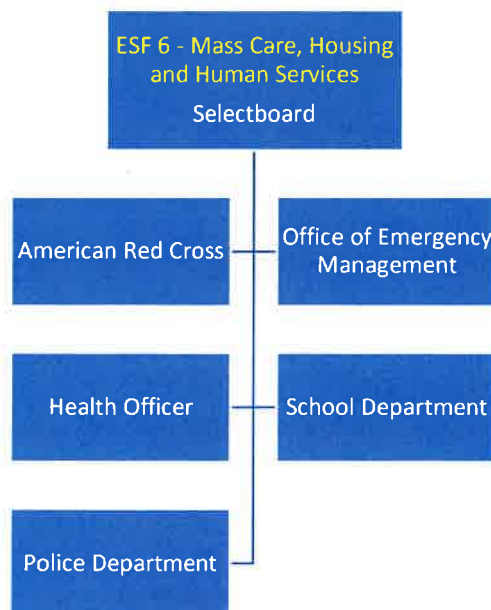 ESF 6 - Mass Care, Housing
and Human Services
Selectboard
American Red Cross
Office of Emergency
Management
Health Officer
School Department
Police Department